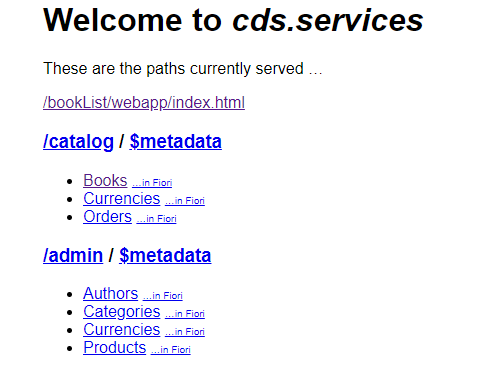 Welcome to cds.services
These are the paths currently served …
/bookList/webapp/index.html
/catalog / $metadata
Books ...in Fiori
Currencies ...in Fiori
Orders ...in Fiori
/admin / $metadata
Authors ...in Fiori
Categories ...in Fiori
Currencies ...in Fiori
Products ...in Fiori